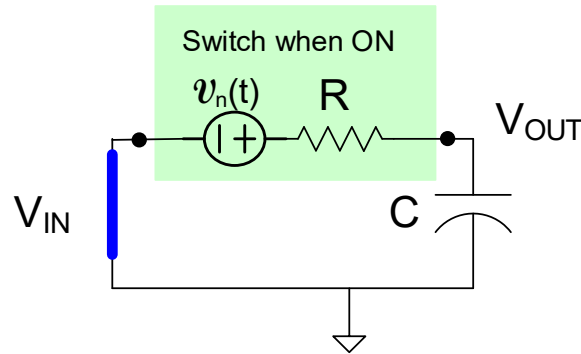 Switch when ON
𝓋n(t)
R
VOUT
VIN
C